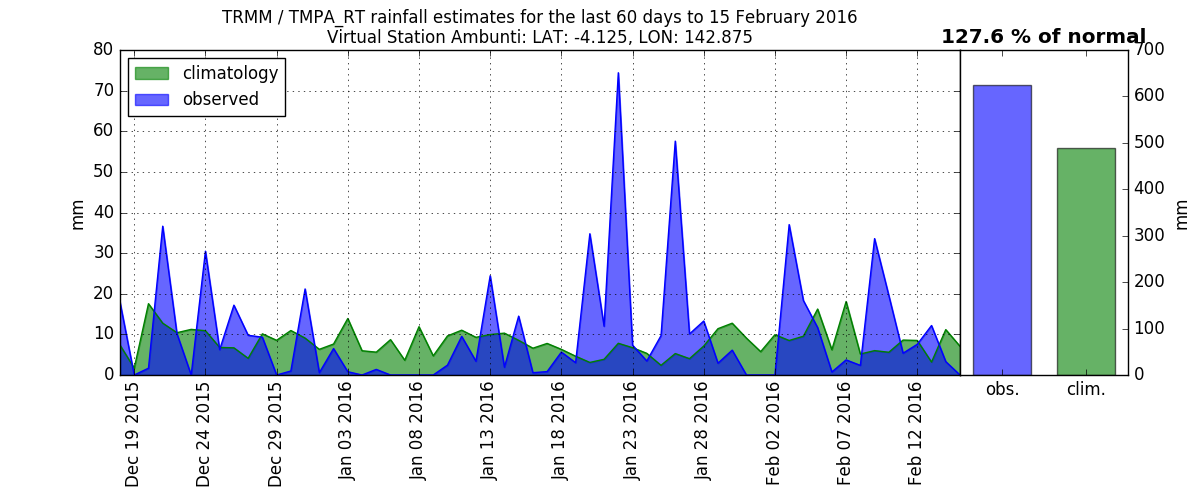 TRMM / TMPA_RT rainfall estimates for the last 60 days to 15 February 2016
Virtual Station Ambunti: LAT: -4.125, LON: 142.875
127.6 % of normal
climatology
observed
80
70
60
50
40
30
20
10
0
mm
Dec 19 2015
Dec 24 2015
Dec 29 2015
Jan 03 2016
Jan 08 2016
Jan 13 2016
Jan 18 2016
Jan 23 2016
Jan 28 2016
Feb 02 2016
Feb 07 2016
Feb 12 2016
obs.
clim.
700
600
500
400
300
200
100
0
mm